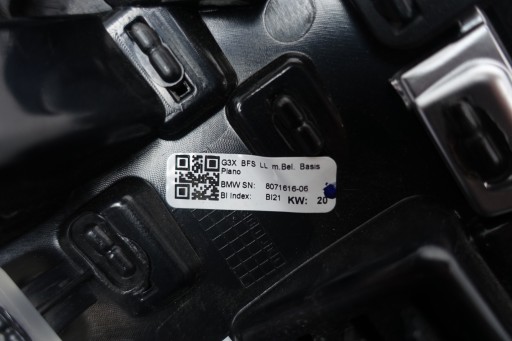 G3X BFS LL m.Bel. Basis
Piano
BMW SN: 8071616-06
BI Index: BI21 KW: 20